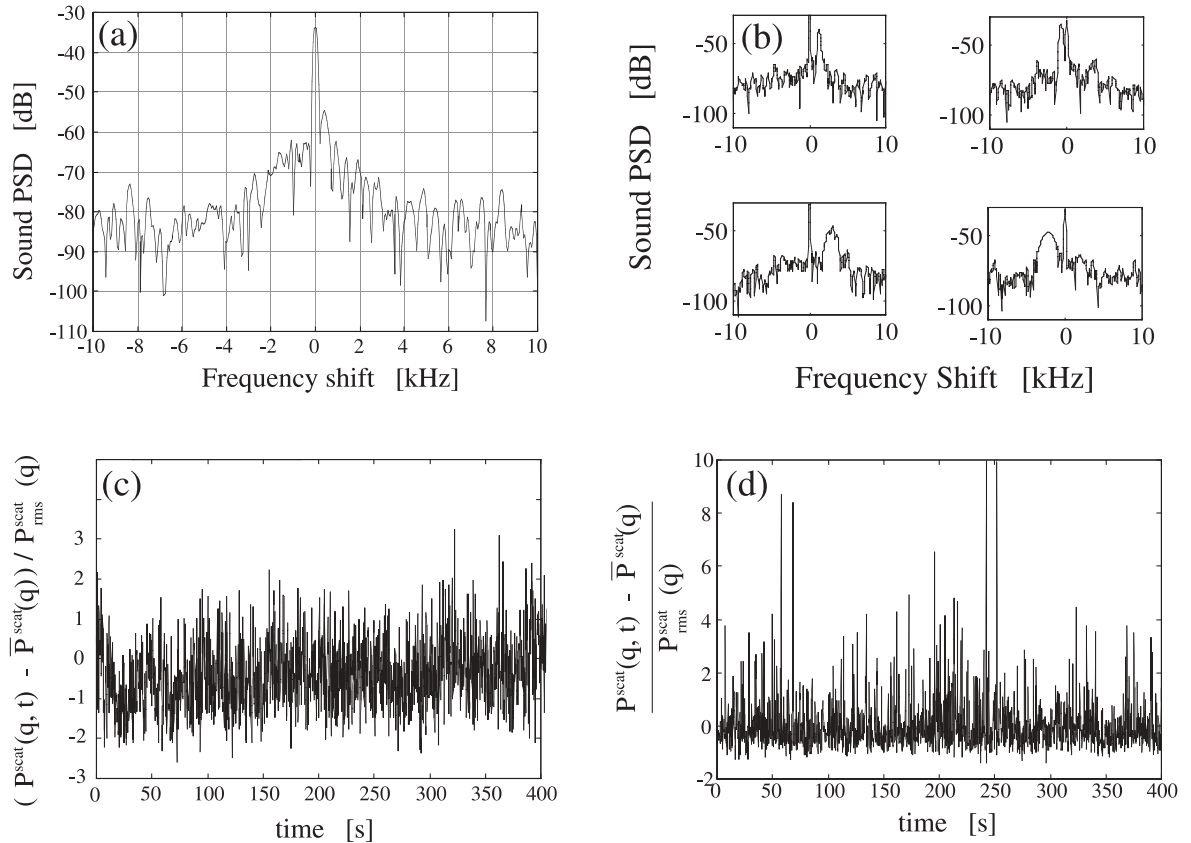 (a)
Sound PSD [dB]
-30
-40
-50
-60
-70
-80
-90
-100
-110
-10 -8 -6 -4 -2 0 2 4 6 8 10
Frequency shift [kHz]
(b)
Sound PSD [dB]
-50
-100
0 10
-50
-100
0 10
-50
-100
-10 0 10
-50
-100
-10 0 10
Frequency Shift [kHz]
(c)
( P^scat(q, t) - P̅^scat(q)) / P^scat_rms (q)
3
2
1
0
-1
-2
-3
0 50 100 150 200 250 300 350 400
time [s]
(d)
P^scat(q, t) - P̅^scat(q)
P^scat_rms (q)
10
8
6
4
2
0
-2
0 50 100 150 200 250 300 350 400
time [s]